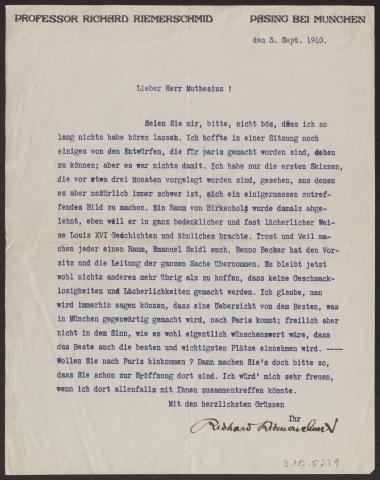 PROFESSOR RICHARD RIEMERSCHMID PASING BEI MÜNCHEN
den 3. Sept. 1910.
Lieber Herr Muthesius !
Seien Sie mir, bitte, nicht bös, dass ich so
lang nichts habe hören lasseh. Ich hoffte in einer Sitzung noch
einiges von den Entwürfen, die für paris gemacht worden sind, sehen
zu können; aber es war nichts damit. Ich habe nur die ersten Skizzen,
die vor etwa drei Monaten vorgelegt worden sind, gesehen, aus denen
es aber natürlich immer schwer ist, sich ein einigermassen zutref-
fendes Bild zu machen. Ein Raum von Birkenholz wurde damals abge-
lehnt, eben weil er in ganz bedenklicher und fast lächerlicher Wei-
se Louis XVI Gedichten und ähnliches brachte. Trost und Veil ma-
chen jeder einen Raum, Emanuel Seidl auch. Benno Becker hat den Vor-
sitz und die Leitung der ganzen Sache übernommen. Es bleibt jetzt
wohl nichts anderes mehr übrig als zu hoffen, dass keine Geschmack-
losigkeiten und Lächerlichkeiten gemacht werden. Ich glaube, man
wird immerhin sagen können, dass eine Uebersicht von dem Besten, was
in München gegenwärtig gemacht wird, nach Paris kommt; freilich aber
nicht in dem Sinn, wie es wohl eigentlich wünschenswert wäre, dass
das Beste auch die besten und wichtigsten Plätze einnehmen wird. ----
Wollen Sie nach Paris hinkommen ? Dann machen Sie's doch bitte so,
dass Sie schon zur Eröffnung dort sind. Ich würd' mich sehr freuen,
wenn ich dort allenfalls mit Ihnen zusammentreffen könnte.
Mit den herzlichsten Grüssen
Ihr
Richard Riemerschmid
D 102-5279